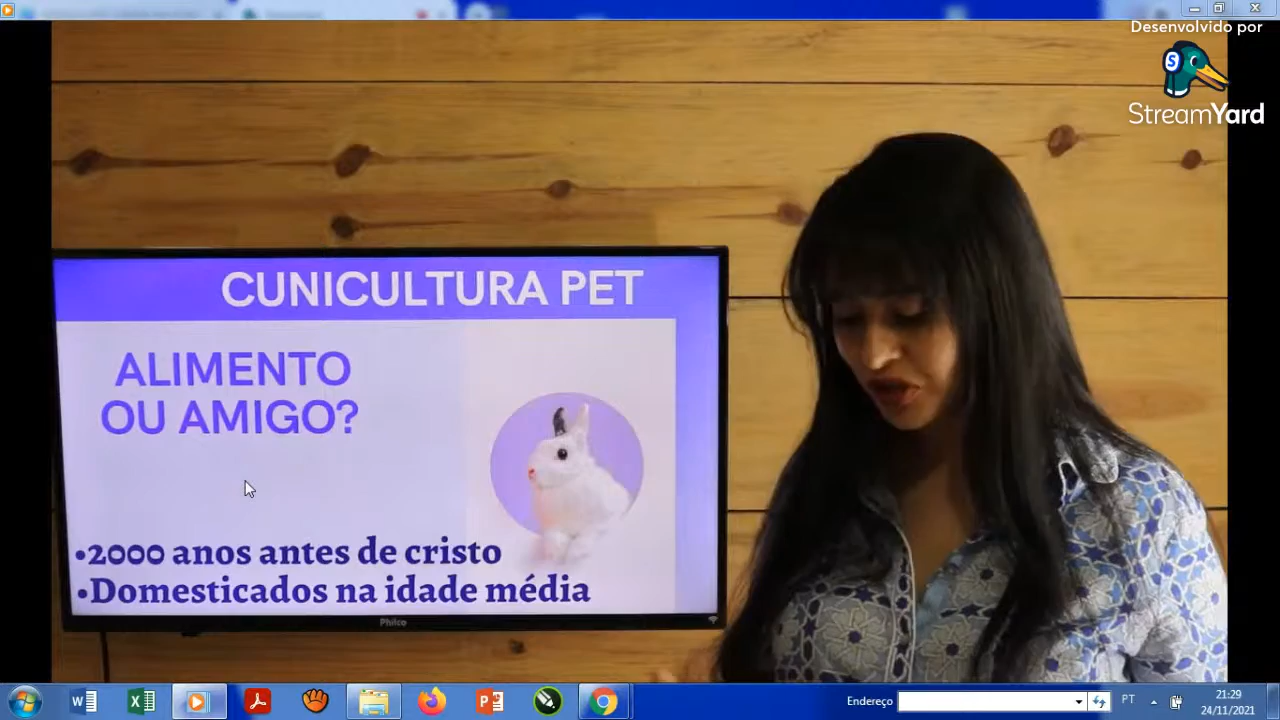 Desenvolvido por
StreamYard
CUNICULTURA PET
ALIMENTO
OU AMIGO?
•2000 anos antes de cristo
•Domesticados na idade média
Philco
Endereço
PT
21:29
24/11/2021